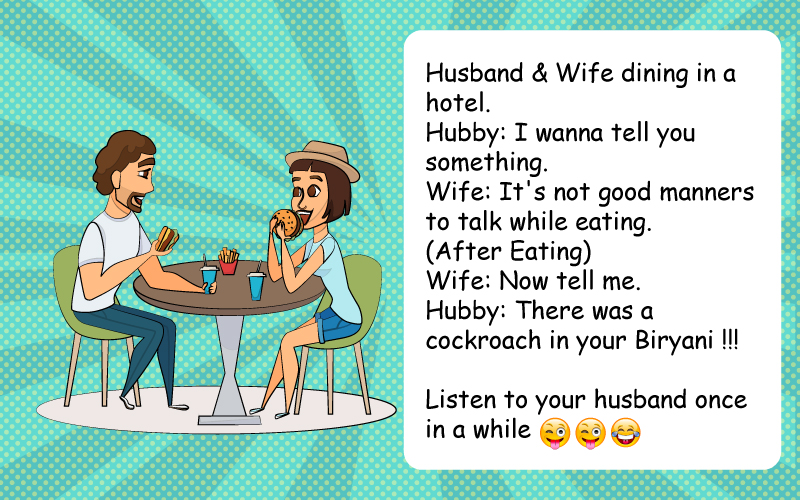 Husband & Wife dining in a
hotel.
Hubby: I wanna tell you
something.
Wife: It's not good manners
to talk while eating.
(After Eating)
Wife: Now tell me.
Hubby: There was a
cockroach in your Biryani !!!
Listen to your husband once
in a while 😜😜😂